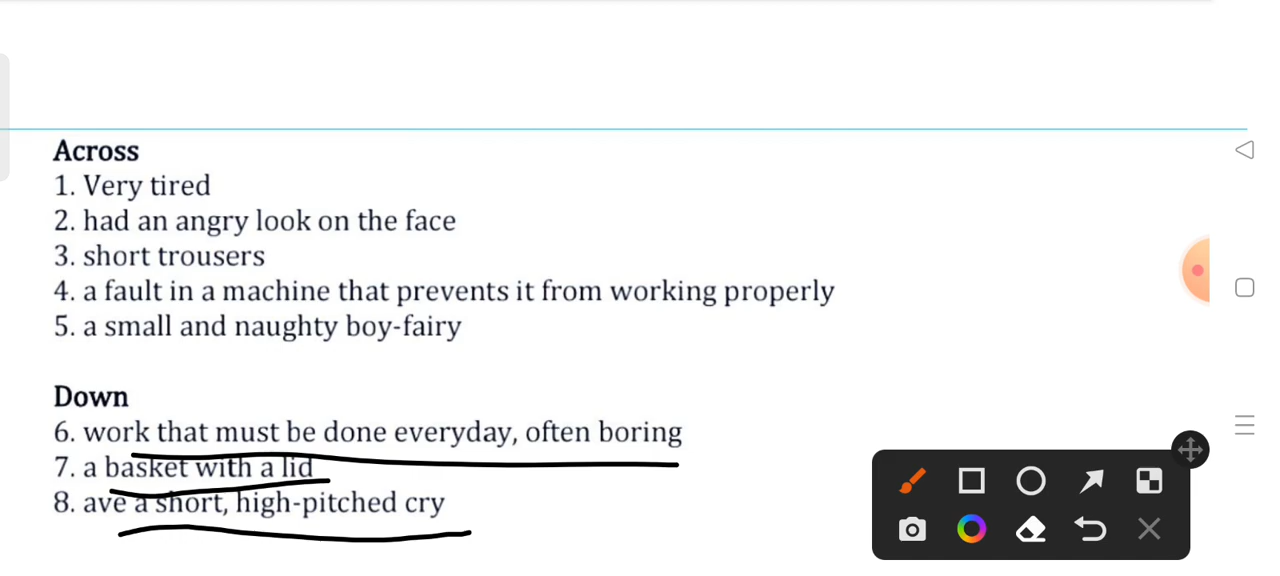 Across
1. Very tired
2. had an angry look on the face
3. short trousers
4. a fault in a machine that prevents it from working properly
5. a small and naughty boy-fairy
Down
6. work that must be done everyday, often boring
7. a basket with a lid
8. ave a short, high-pitched cry